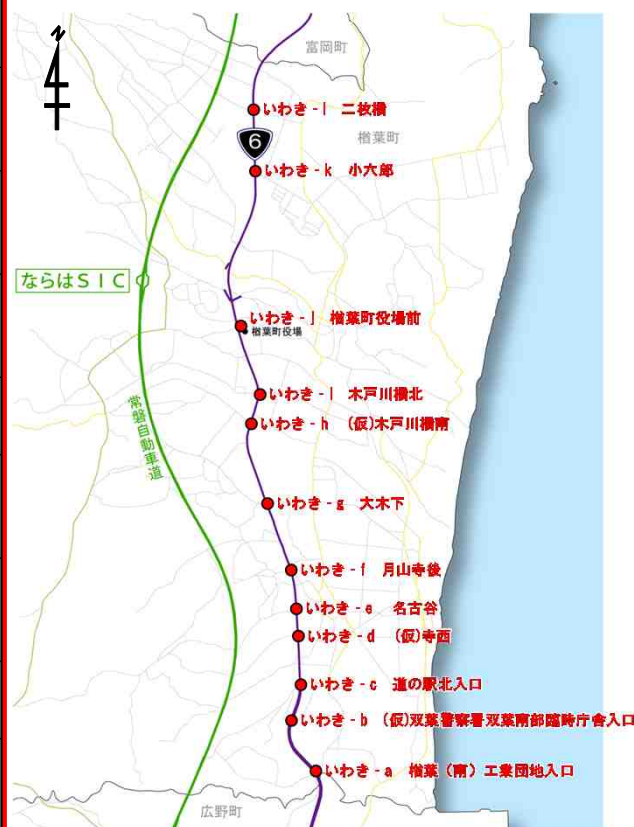 富岡町
いわき-l 二枚橋
6
楢葉町
いわき-k 小六郎
ならはSIC
いわき-j 楢葉町役場前
楢葉町役場
いわき-i 木戸川橋北
常磐自動車道
いわき-h (仮)木戸川橋南
いわき-g 大木下
いわき-f 月山寺後
いわき-e 名古谷
いわき-d (仮)寺西
いわき-c 道の駅北入口
いわき-b (仮)双葉警察署双葉南部臨時庁舎入口
いわき-a 楢葉(南)工業団地入口
広野町